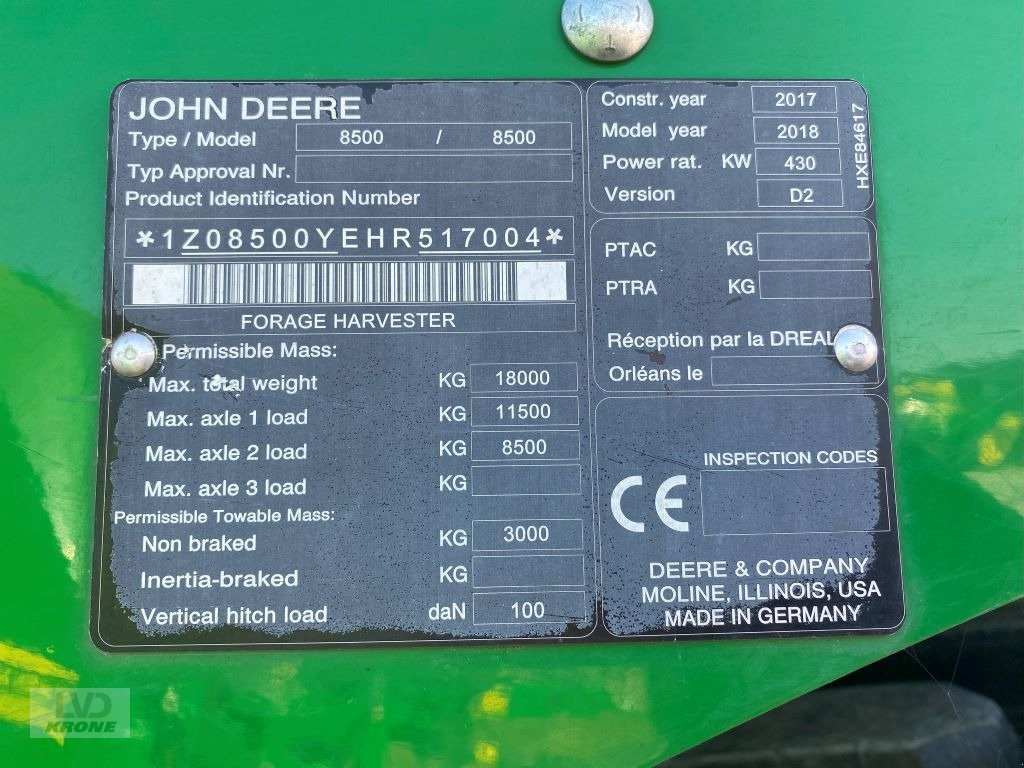 JOHN DEERE
Type / Model 8500 / 8500
Typ Approval Nr.
Product Identification Number
*1Z08500YEHR517004*
FORAGE HARVESTER
Permissible Mass:
Max. total weight KG 18000
Max. axle 1 load KG 11500
Max. axle 2 load KG 8500
Max. axle 3 load KG
Permissible Towable Mass:
Non braked KG 3000
Inertia-braked KG
Vertical hitch load daN 100
Constr. year 2017
Model year 2018
Power rat. KW 430
Version D2
HXE84617
PTAC KG
PTRA KG
Réception par la DREAL
Orléans le
INSPECTION CODES
CE
DEERE & COMPANY
MOLINE, ILLINOIS, USA
MADE IN GERMANY
LVD
KRONE